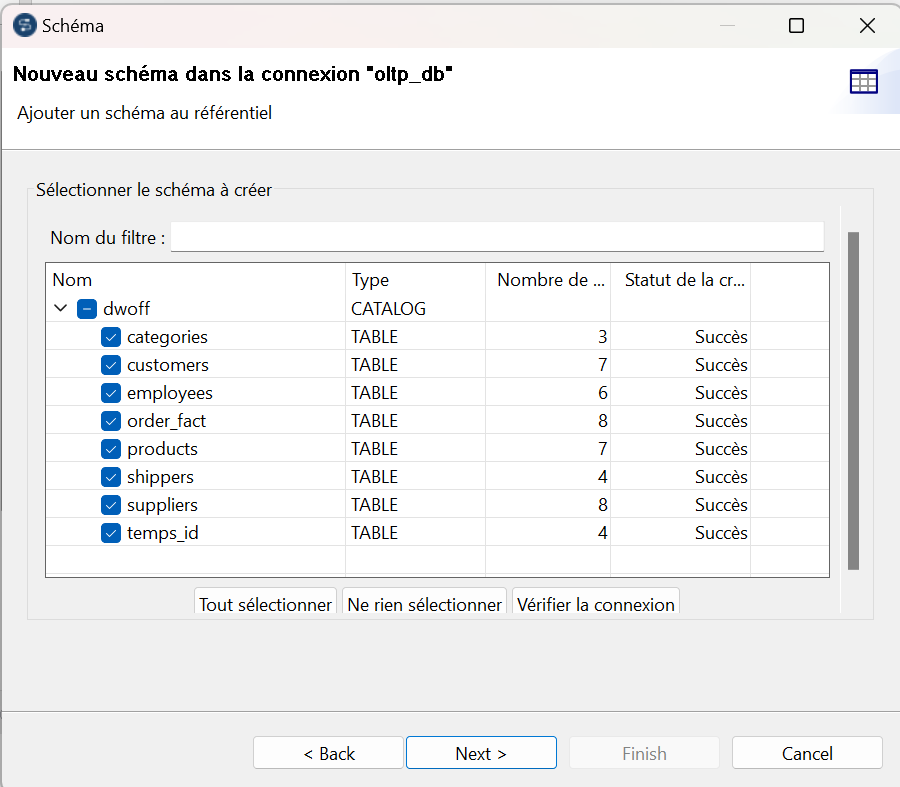 Schéma
Nouveau schéma dans la connexion "oltp_db"
Ajouter un schéma au référentiel
Sélectionner le schéma à créer
Nom du filtre :
Nom Type Nombre de ... Statut de la cr...
dwoff CATALOG
categories TABLE 3 Succès
customers TABLE 7 Succès
employees TABLE 6 Succès
order_fact TABLE 8 Succès
products TABLE 7 Succès
shippers TABLE 4 Succès
suppliers TABLE 8 Succès
temps_id TABLE 4 Succès
Tout sélectionner Ne rien sélectionner Vérifier la connexion
< Back Next > Finish Cancel